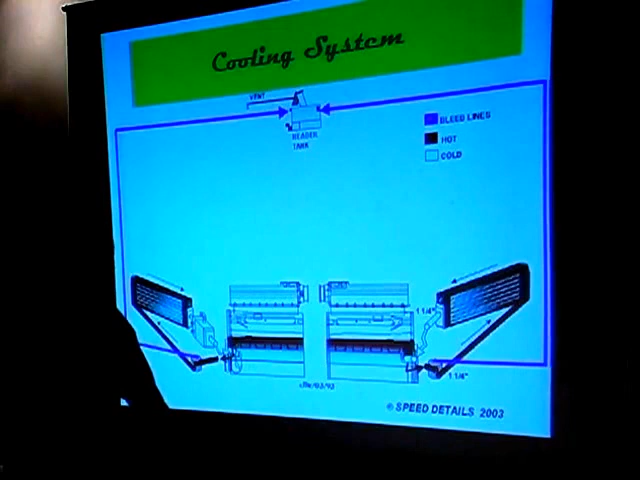 Cooling System
VENT
HEADER
TANK
BLEED LINES
HOT
COLD
1 1/4"
1 1/4"
© SPEED DETAILS 2003